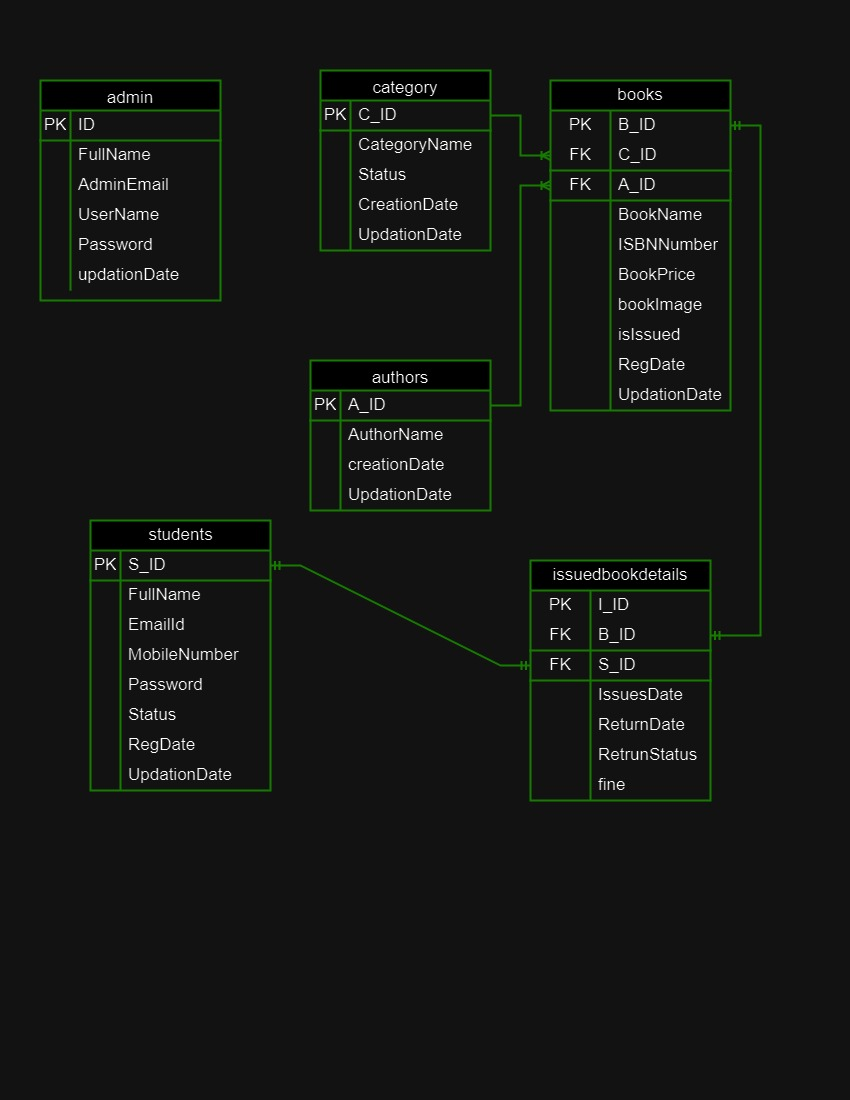 admin
PK ID
FullName
AdminEmail
UserName
Password
updationDate
category
PK C_ID
CategoryName
Status
CreationDate
UpdationDate
books
PK B_ID
FK C_ID
FK A_ID
BookName
ISBNNumber
BookPrice
bookImage
isIssued
RegDate
UpdationDate
authors
PK A_ID
AuthorName
creationDate
UpdationDate
students
PK S_ID
FullName
EmailId
MobileNumber
Password
Status
RegDate
UpdationDate
issuedbookdetails
PK I_ID
FK B_ID
FK S_ID
IssuesDate
ReturnDate
RetrunStatus
fine